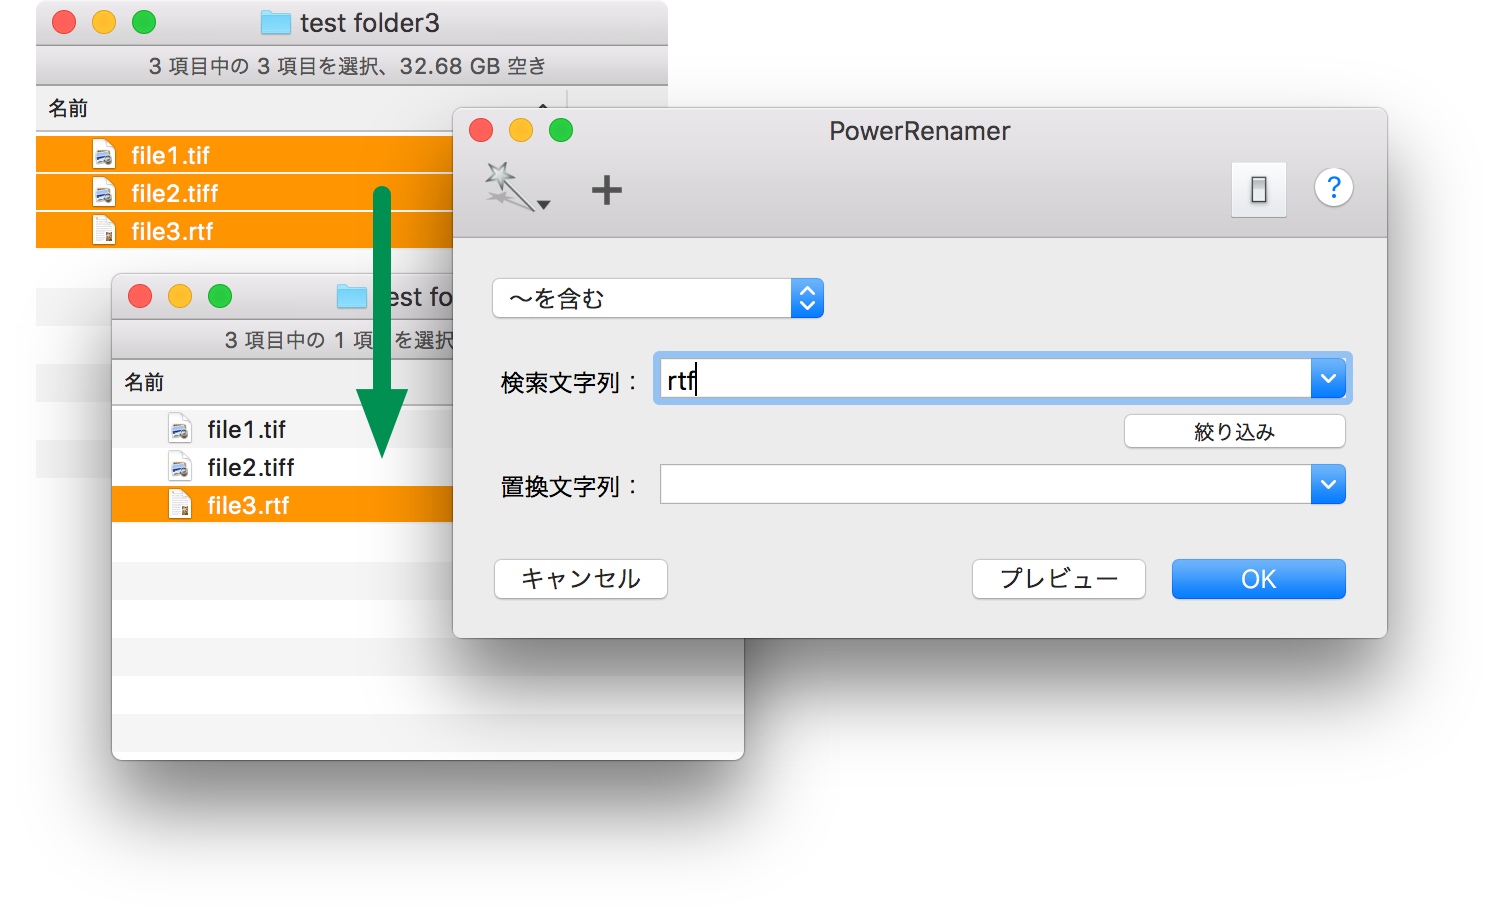 test folder3
3 項目中の 3 項目を選択、32.68 GB 空き
名前
file1.tif
file2.tiff
file3.rtf
est fo
3 項目中の 1 項 を選択
名前
file1.tif
file2.tiff
file3.rtf
PowerRenamer
?
～を含む
検索文字列： rtf
絞り込み
置換文字列：
キャンセル
プレビュー
OK